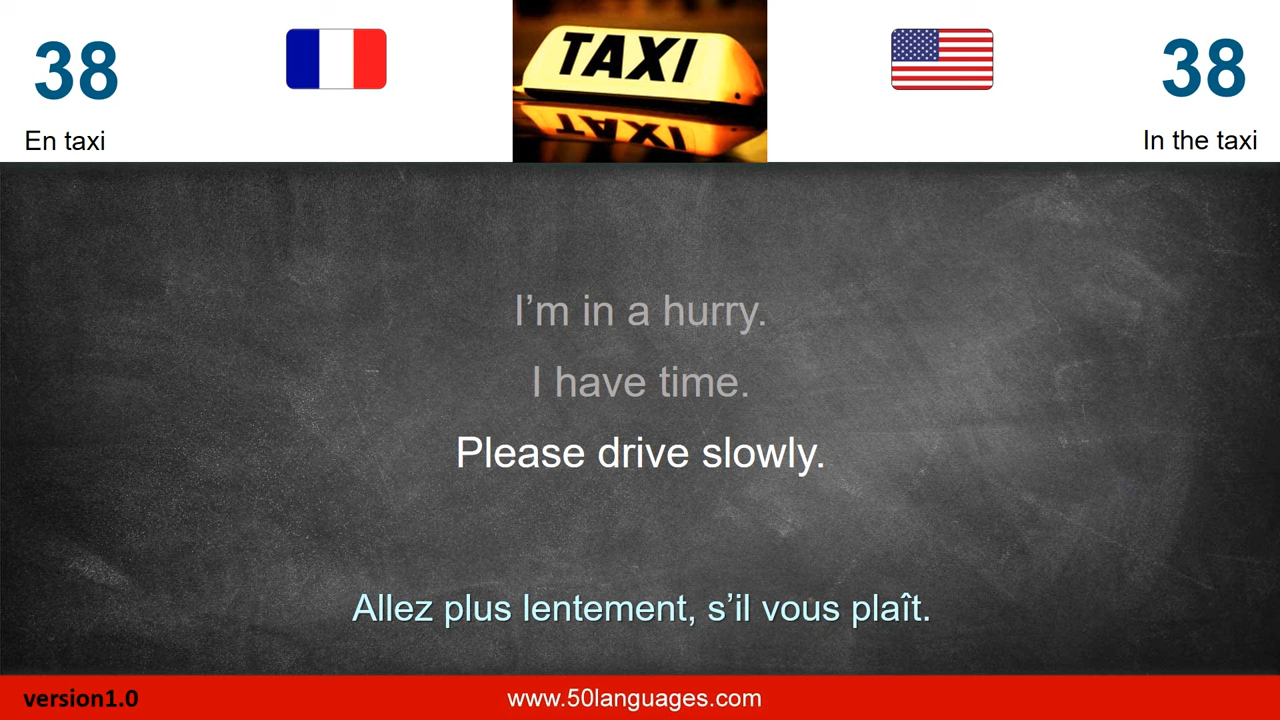 38
38
En taxi
In the taxi
TAXI
I’m in a hurry.
I have time.
Please drive slowly.
Allez plus lentement, s’il vous plaît.
version1.0
www.50languages.com